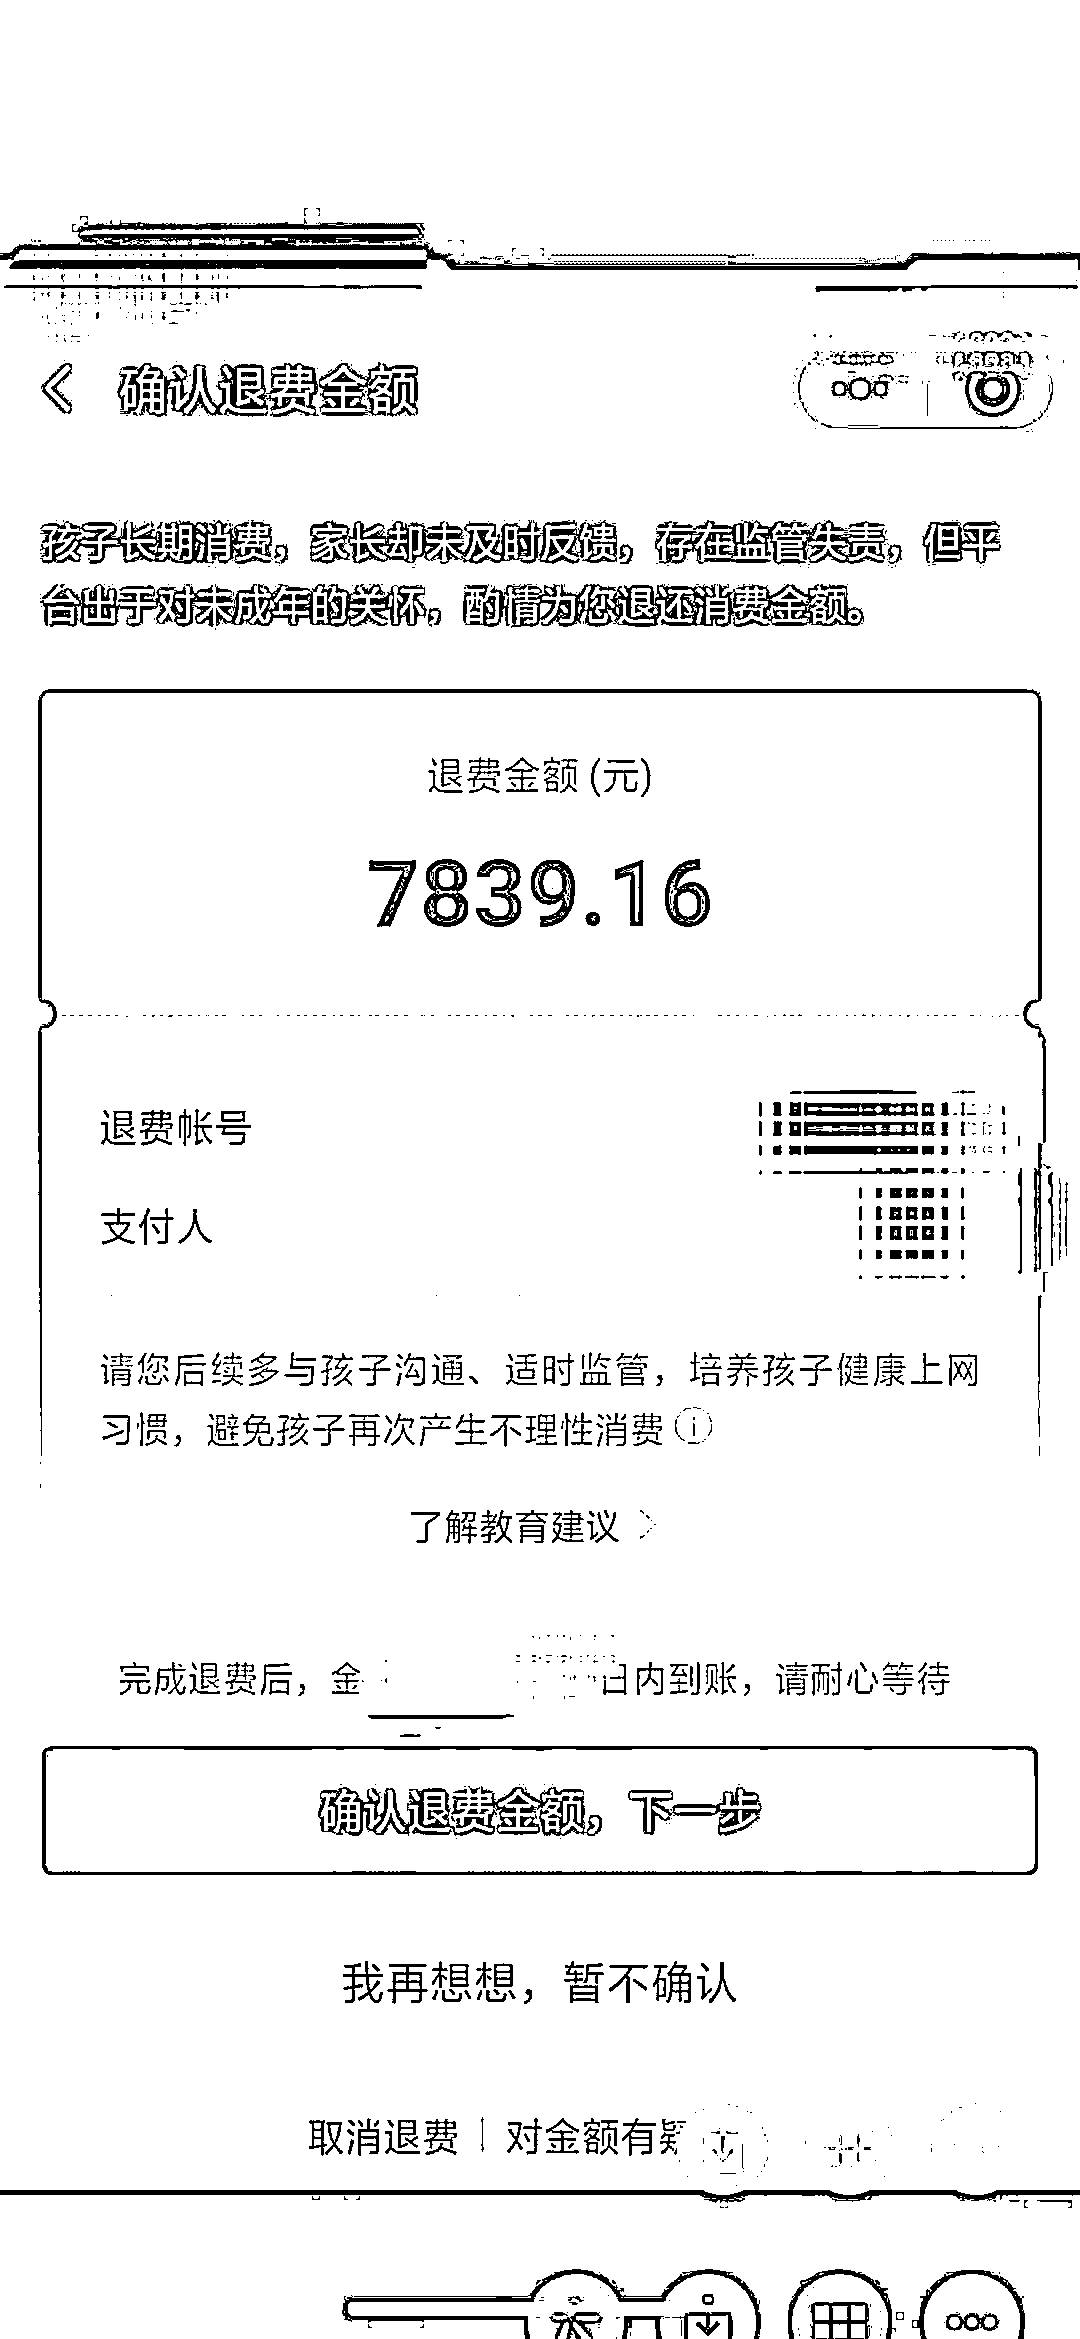 确认退费金额
孩子长期消费，家长却未及时反馈，存在监管失责，但平
台出于对未成年的关怀，酌情为您退还消费金额。
退费金额 (元)
7839.16
退费帐号
支付人
请您后续多与孩子沟通、适时监管，培养孩子健康上网
习惯，避免孩子再次产生不理性消费
了解教育建议
完成退费后，金 日内到账，请耐心等待
确认退费金额，下一步
我再想想，暂不确认
取消退费 | 对金额有疑